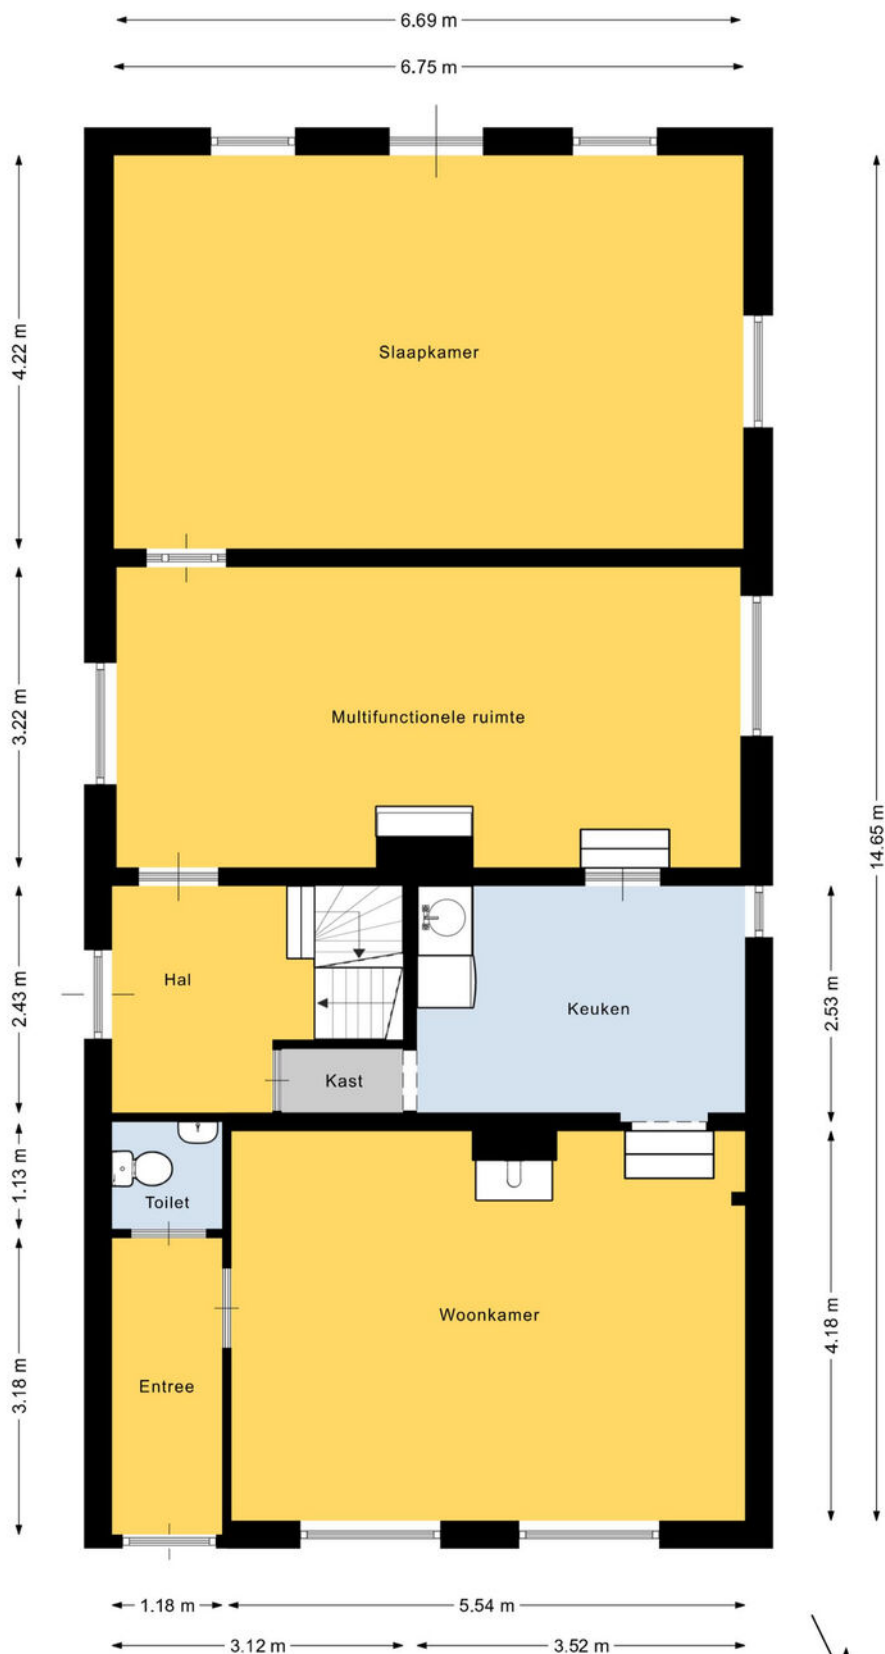 6.69 m
6.75 m
4.22 m
Slaapkamer
3.22 m
Multifunctionele ruimte
14.65 m
2.43 m
Hal
Keuken
2.53 m
Kast
1.13 m
Toilet
Woonkamer
4.18 m
3.18 m
Entree
1.18 m
5.54 m
3.12 m
3.52 m